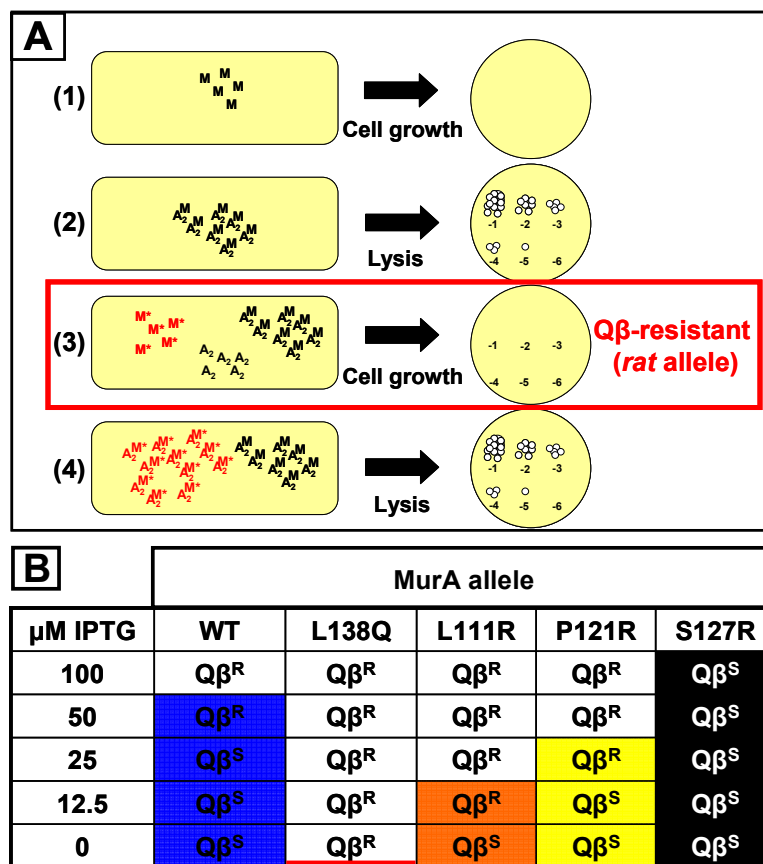 A
(1) M M M M M Cell growth
(2) A2M A2M A2M A2M A2M A2M A2M Lysis -1 -2 -3 -4 -5 -6
(3) M* M* M* M* M* A2 A2 A2 A2 A2 A2M A2M A2M A2M A2M A2M A2M Cell growth -1 -2 -3 -4 -5 -6 Qβ-resistant (rat allele)
(4) A2M* A2M* A2M* A2M* A2M* A2M* A2M* A2M* A2M* A2M* A2M A2M A2M A2M A2M A2M A2M Lysis -1 -2 -3 -4 -5 -6
B
MurA allele
µM IPTG WT L138Q L111R P121R S127R
100 Qβᴿ Qβᴿ Qβᴿ Qβᴿ Qβˢ
50 Qβᴿ Qβᴿ Qβᴿ Qβᴿ Qβˢ
25 Qβˢ Qβᴿ Qβᴿ Qβᴿ Qβˢ
12.5 Qβˢ Qβᴿ Qβᴿ Qβˢ Qβˢ
0 Qβˢ Qβᴿ Qβˢ Qβˢ Qβˢ